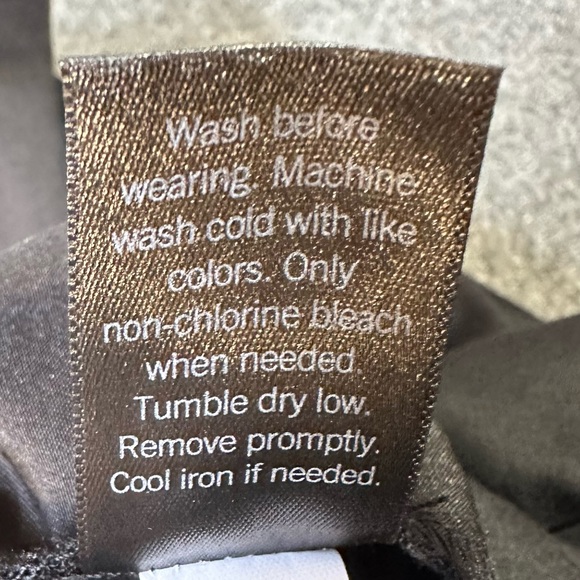 Wash before
wearing. Machine
wash cold with like
colors. Only
non-chlorine bleach
when needed.
Tumble dry low.
Remove promptly.
Cool iron if needed.